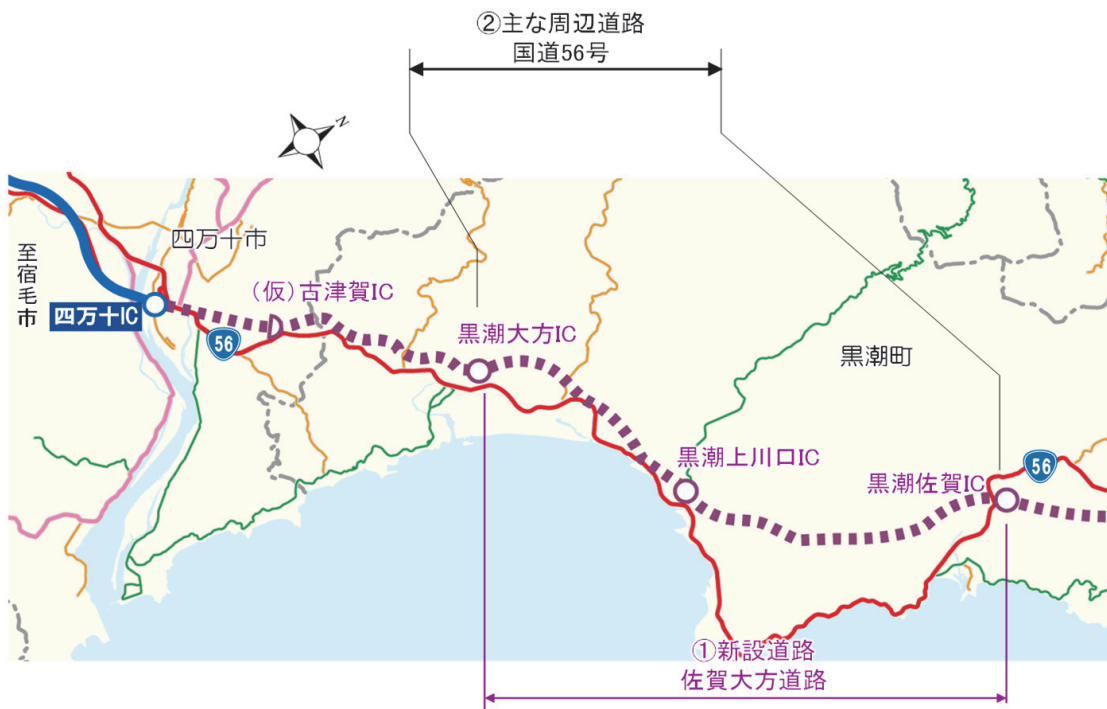 ②主な周辺道路
国道56号
N
四万十市
至宿毛市
四万十IC
(仮)古津賀IC
56
黒潮大方IC
黒潮町
黒潮上川口IC
黒潮佐賀IC
56
①新設道路
佐賀大方道路